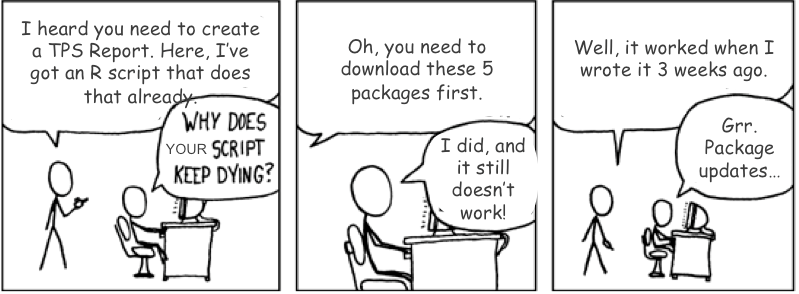 I heard you need to create
a TPS Report. Here, I've
got an R script that does
that already.
WHY DOES
YOUR SCRIPT
KEEP DYING?
Oh, you need to
download these 5
packages first.
I did, and
it still
doesn't
work!
Well, it worked when I
wrote it 3 weeks ago.
Grr.
Package
updates...